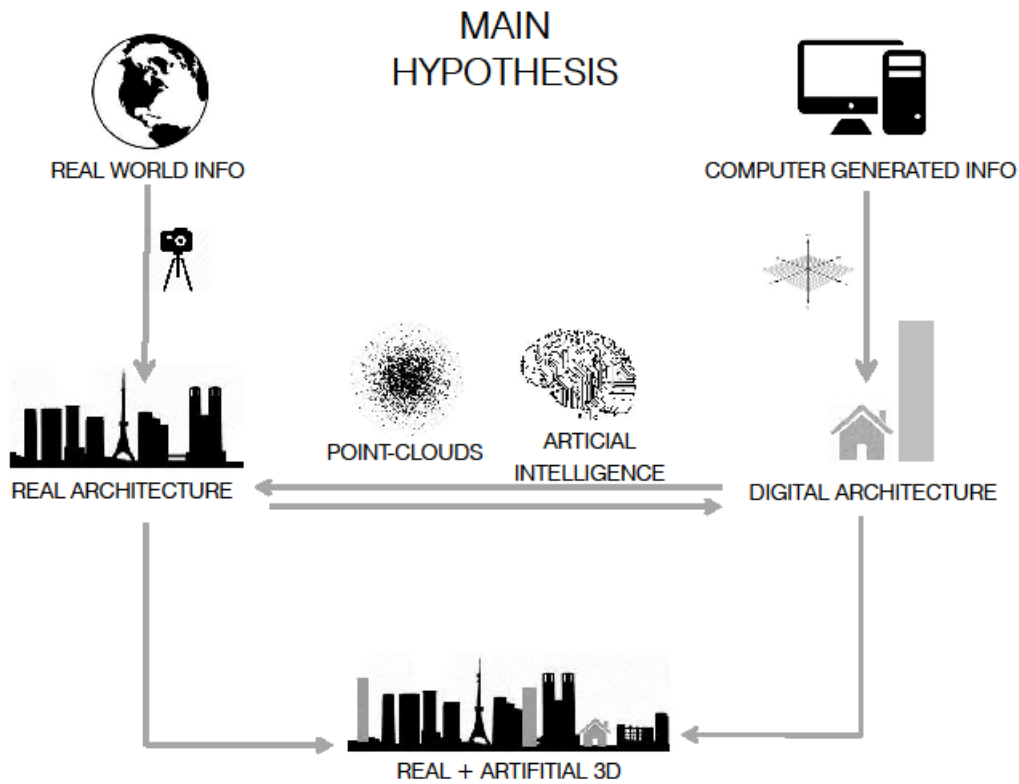 MAIN
HYPOTHESIS
REAL WORLD INFO
COMPUTER GENERATED INFO
POINT-CLOUDS
ARTICIAL
INTELLIGENCE
REAL ARCHITECTURE
DIGITAL ARCHITECTURE
REAL + ARTIFITIAL 3D